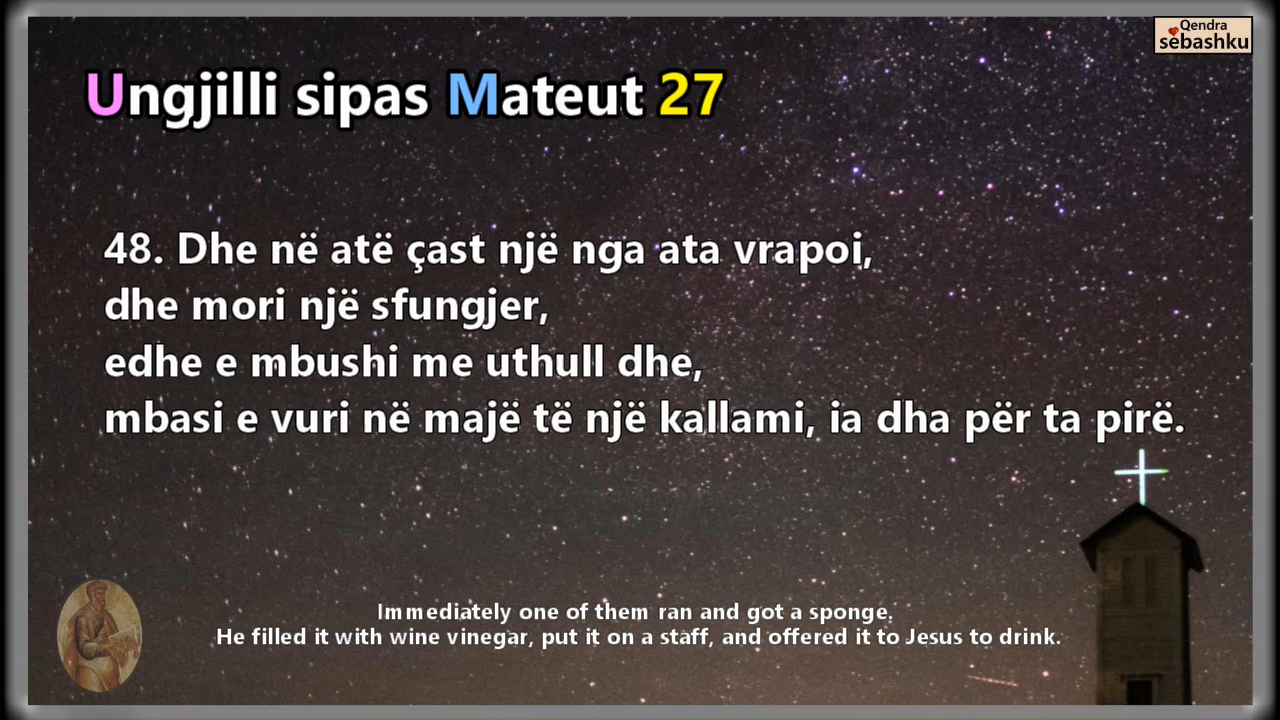 Qendra
sebashku
Ungjilli sipas Mateut 27
48. Dhe në atë çast një nga ata vrapoi,
dhe mori një sfungjer,
edhe e mbushi me uthull dhe,
mbasi e vuri në majë të një kallami, ia dha për ta pirë.
Immediately one of them ran and got a sponge.
He filled it with wine vinegar, put it on a staff, and offered it to Jesus to drink.